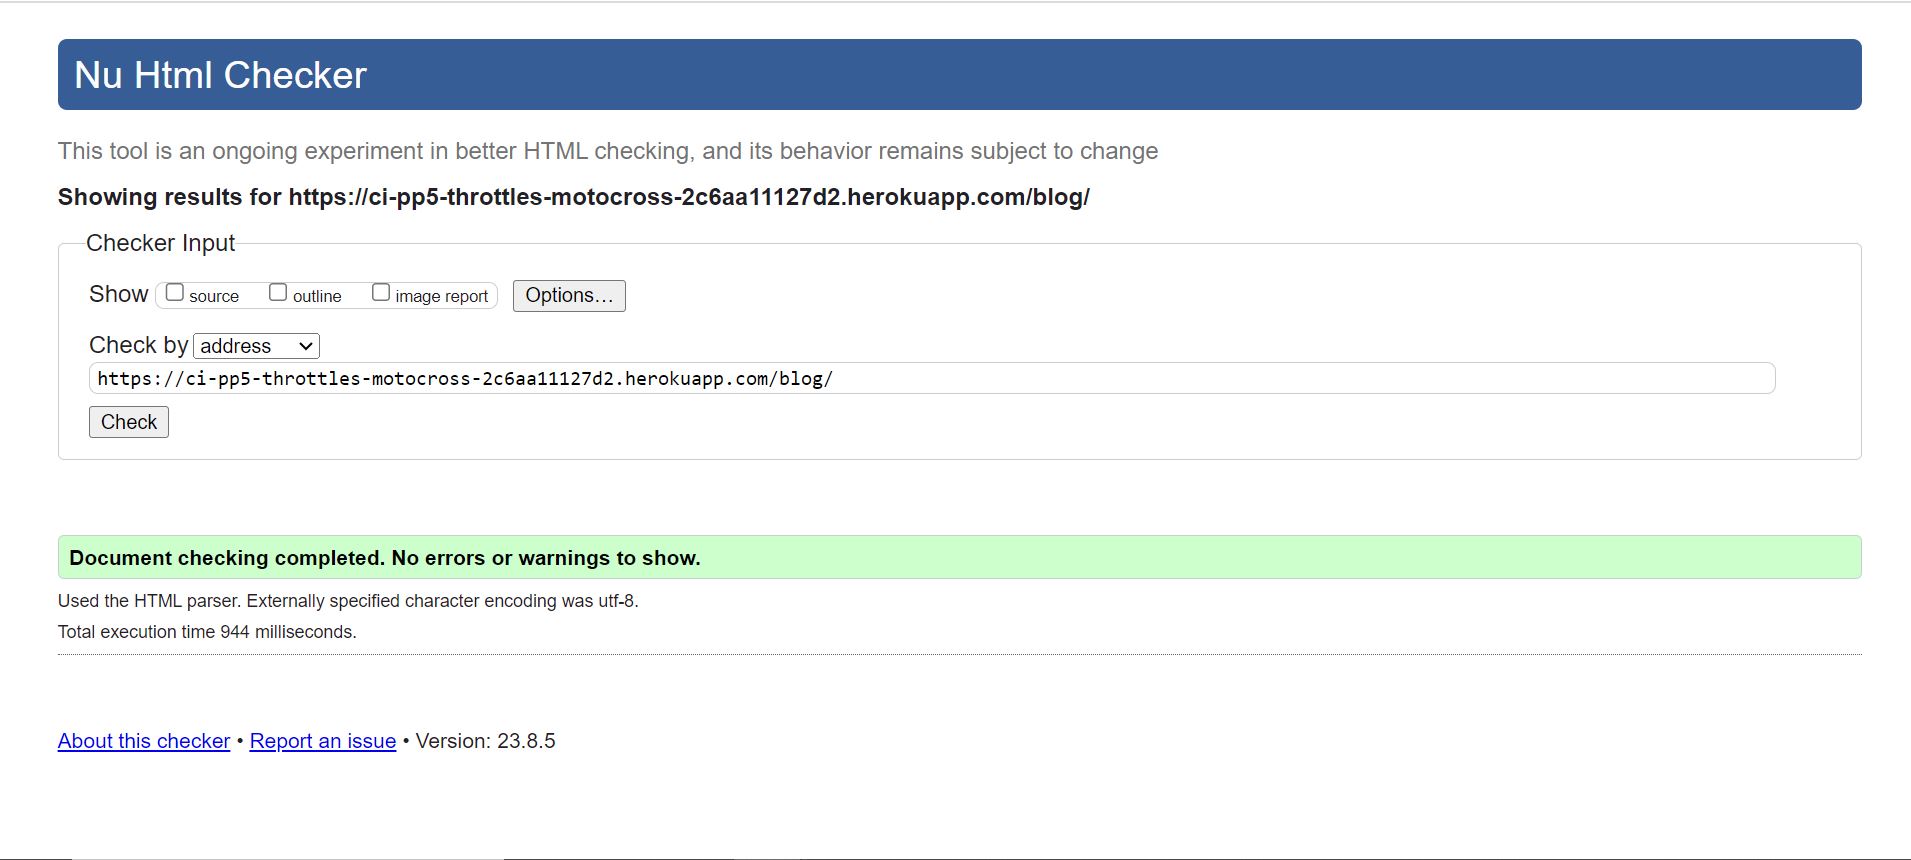 Nu Html Checker
This tool is an ongoing experiment in better HTML checking, and its behavior remains subject to change
Showing results for https://ci-pp5-throttles-motocross-2c6aa11127d2.herokuapp.com/blog/
Checker Input
Show source outline image report Options...
Check by address
https://ci-pp5-throttles-motocross-2c6aa11127d2.herokuapp.com/blog/
Check
Document checking completed. No errors or warnings to show.
Used the HTML parser. Externally specified character encoding was utf-8.
Total execution time 944 milliseconds.
About this checker • Report an issue • Version: 23.8.5